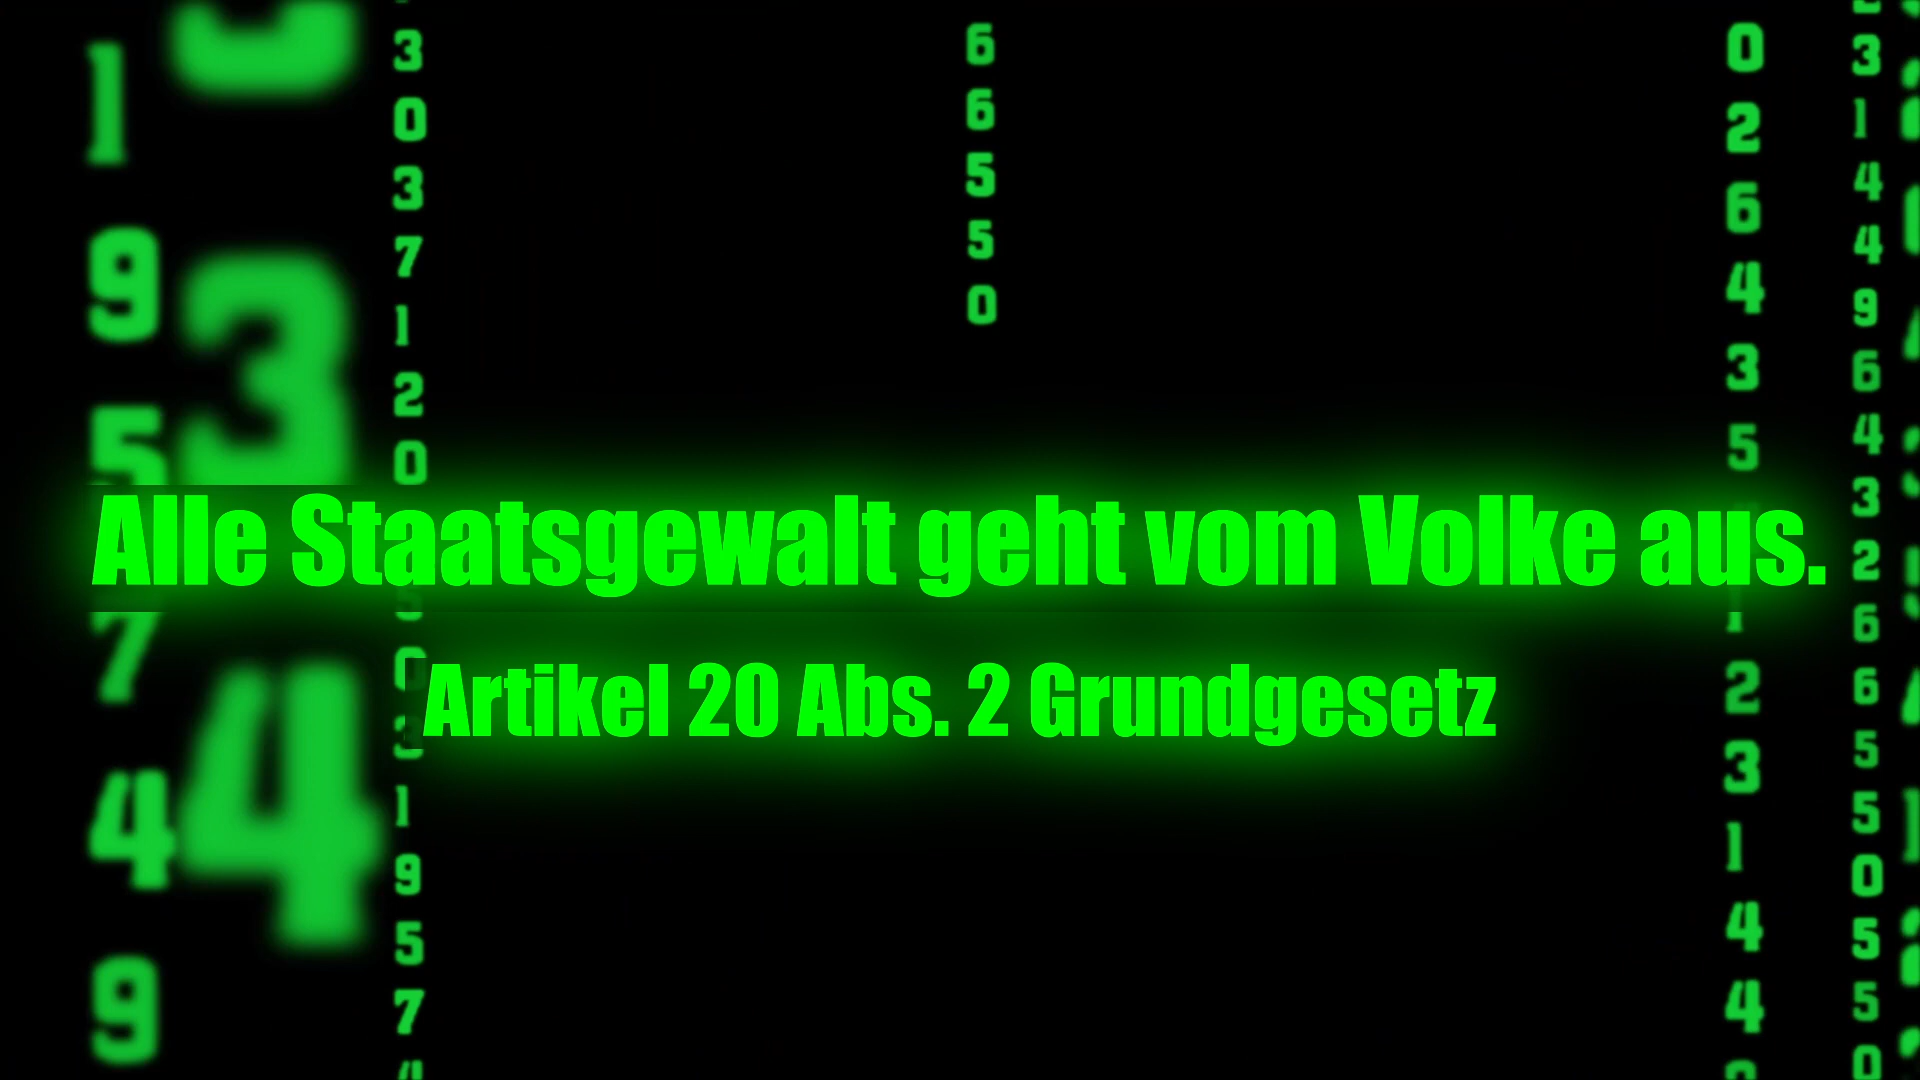 Alle Staatsgewalt geht vom Volke aus.
Artikel 20 Abs. 2 Grundgesetz